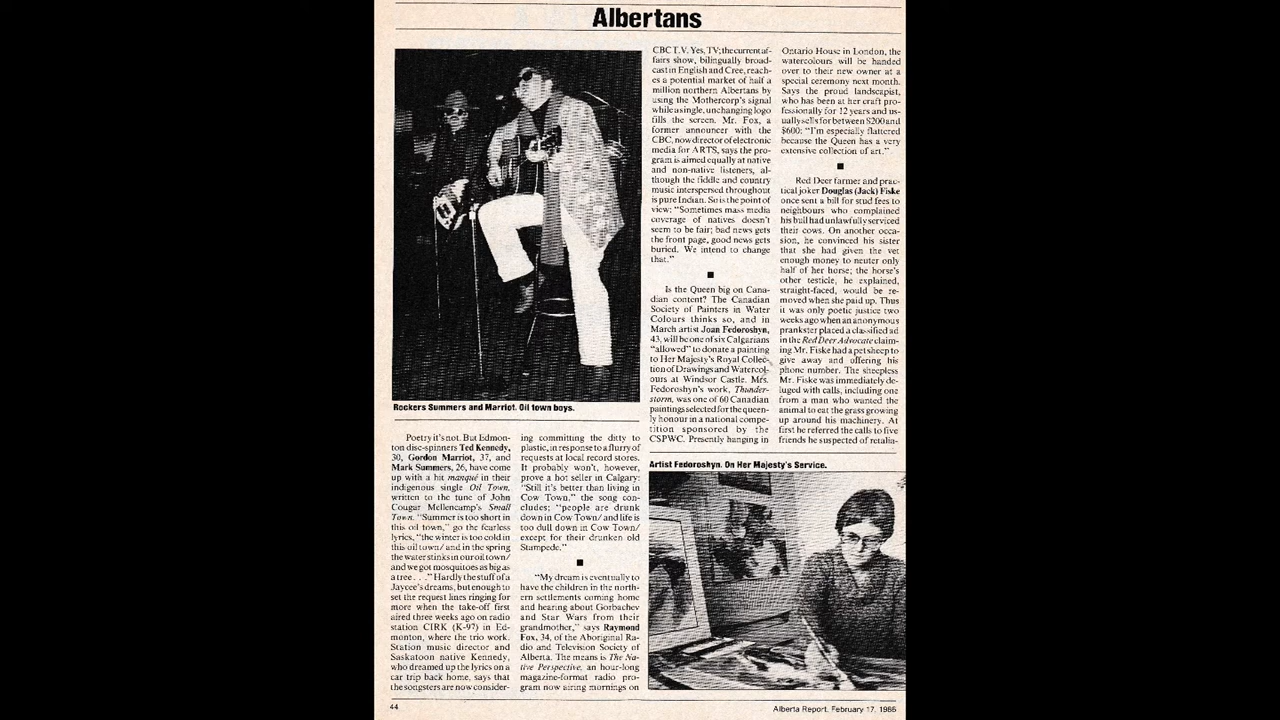 Albertans
Rockers Summers and Marriot. Oil town boys.
Poetry it's not. But Edmon-
ton disc-spinners Ted Kennedy,
30, Gordon Marriot, 37, and
Mark Summers, 26, have come
up with a hit manqué in their
indigenous single Oil Town,
written to the tune of John
Cougar Mellencamp's Small
Town. "Summer is too short in
this oil town," go the fearless
lyrics, "the winter is too cold in
this oil town/ and in the spring
the water stinks in our oil town/
and we got mosquitoes as big as
a tree . . ." Hardly the stuff of a
Jaycee's dreams, but enough to
set the request lines ringing for
more when the take-off first
aired three weeks ago on radio
station CIRK (K-97) in Ed-
monton, where the trio work.
Station music director and
Saskatoon native Kennedy,
who dreamed up the lyrics on a
car trip back home, says that
the songsters are now consider-
ing committing the ditty to
plastic, in response to a flurry of
requests at local record stores.
It probably won't, however,
prove a hot seller in Calgary:
"Still it's better than living in
Cow Town," the song con-
cludes; "people are drunk
down in Cow Town/ and life is
too dull down in Cow Town/
except for their drunken old
Stampede."
"My dream is eventually to
have the children in the north-
ern settlements coming home
and hearing about Gorbachev
and Star Wars from their
grandmother," says Raymond
Fox, 34, of the Aboriginal Ra-
dio and Television Society of
Alberta. The means is The Na-
tive Perspective, an hour-long
magazine-format radio pro-
gram now airing mornings on
CBC T.V. Yes, TV; the current af-
fairs show, bilingually broad-
cast in English and Cree, reach-
es a potential market of half a
million northern Albertans by
using the Mothercorp's signal
while a single, unchanging logo
fills the screen. Mr. Fox, a
former announcer with the
CBC, now director of electronic
media for ARTS, says the pro-
gram is aimed equally at native
and non-native listeners, al-
though the fiddle and country
music interspersed throughout
is pure Indian. So is the point of
view: "Sometimes mass media
coverage of natives doesn't
seem to be fair; bad news gets
the front page, good news gets
buried. We intend to change
that."
Is the Queen big on Cana-
dian content? The Canadian
Society of Painters in Water
Colours thinks so, and in
March artist Joan Fedoroshyn,
43, will be one of six Calgarians
"allowed" to donate a painting
to Her Majesty's Royal Collec-
tion of Drawings and Watercol-
ours at Windsor Castle. Mrs.
Fedoroshyn's work, Thunder-
storm, was one of 60 Canadian
paintings selected for the queen-
ly honour in a national compe-
tition sponsored by the
CSPWC. Presently hanging in
Ontario House in London, the
watercolours will be handed
over to their new owner at a
special ceremony next month.
Says the proud landscapist,
who has been at her craft pro-
fessionally for 12 years and us-
ually sells for between $200 and
$600: "I'm especially flattered
because the Queen has a very
extensive collection of art."
Red Deer farmer and prac-
tical joker Douglas (Jack) Fiske
once sent a bill for stud fees to
neighbours who complained
his bull had unlawfully serviced
their cows. On another occa-
sion, he convinced his sister
that she had given the vet
enough money to neuter only
half of her horse; the horse's
other testicle, he explained,
straight-faced, would be re-
moved when she paid up. Thus
it was only poetic justice two
weeks ago when an anonymous
prankster placed a classified ad
in the Red Deer Advocate claim-
ing Mr. Fiske had a pet sheep to
give away and offering his
phone number. The sheepless
Mr. Fiske was immediately de-
luged with calls, including one
from a man who wanted the
animal to eat the grass growing
up around his machinery. At
first he referred the calls to five
friends he suspected of retalia-
Artist Fedoroshyn. On Her Majesty's Service.
44
Alberta Report, February 17, 1986